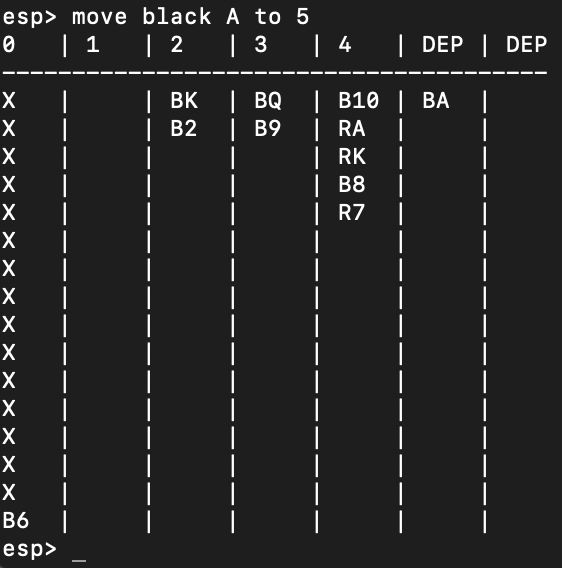 esp> move black A to 5
0 | 1 | 2 | 3 | 4 | DEP | DEP
---------------------------------------
X | | BK | BQ | B10 | BA |
X | | B2 | B9 | RA | |
X | | | | RK | |
X | | | | B8 | |
X | | | | R7 | |
X | | | | | |
X | | | | | |
X | | | | | |
X | | | | | |
X | | | | | |
X | | | | | |
X | | | | | |
X | | | | | |
X | | | | | |
X | | | | | |
B6 | | | | | |
esp> _